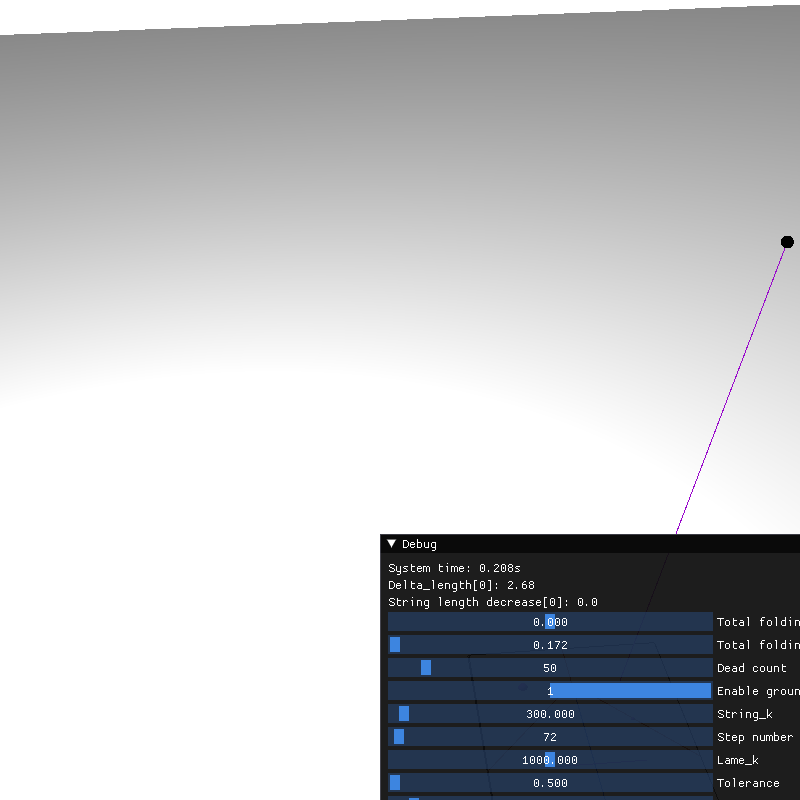 Debug
System time: 0.208s
Delta_length[0]: 2.68
String length decrease[0]: 0.0
0.000 Total foldin
0.172 Total foldin
50 Dead count
1 Enable groun
300.000 String_k
72 Step number
1000.000 Lame_k
0.500 Tolerance